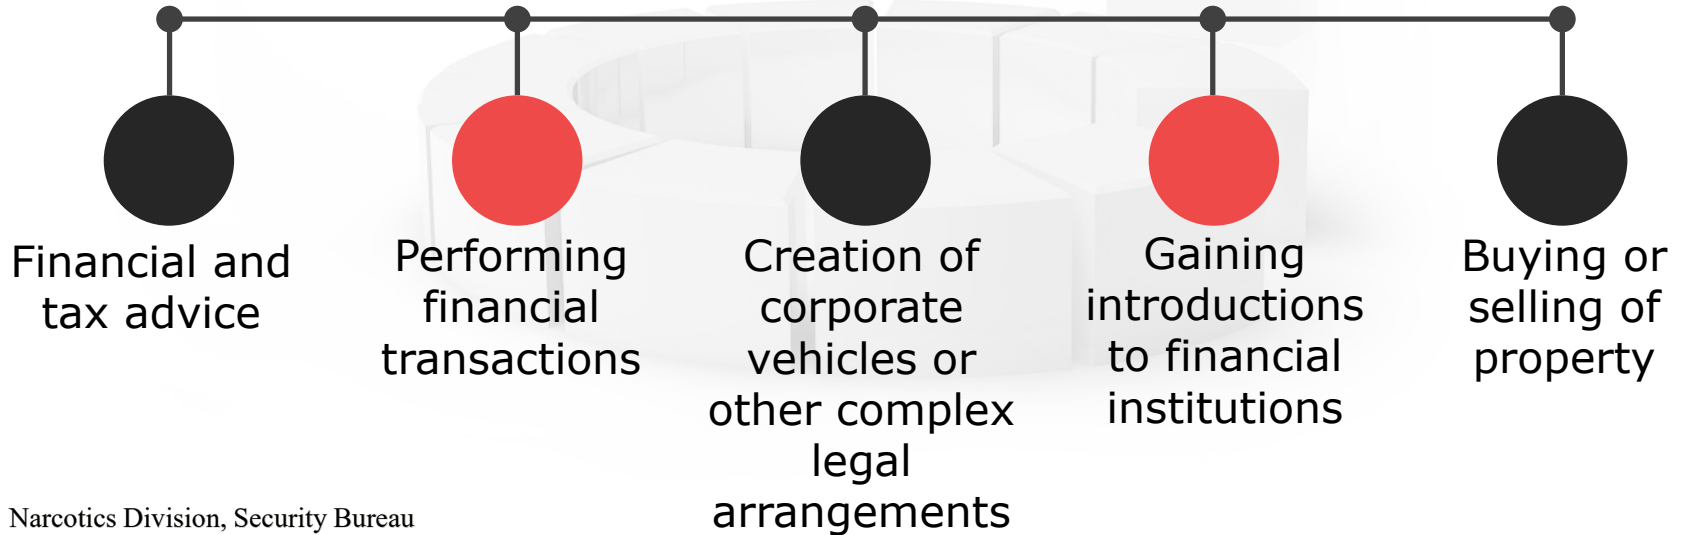 Financial and
tax advice
Performing
financial
transactions
Creation of
corporate
vehicles or
other complex
legal
arrangements
Gaining
introductions
to financial
institutions
Buying or
selling of
property
Narcotics Division, Security Bureau